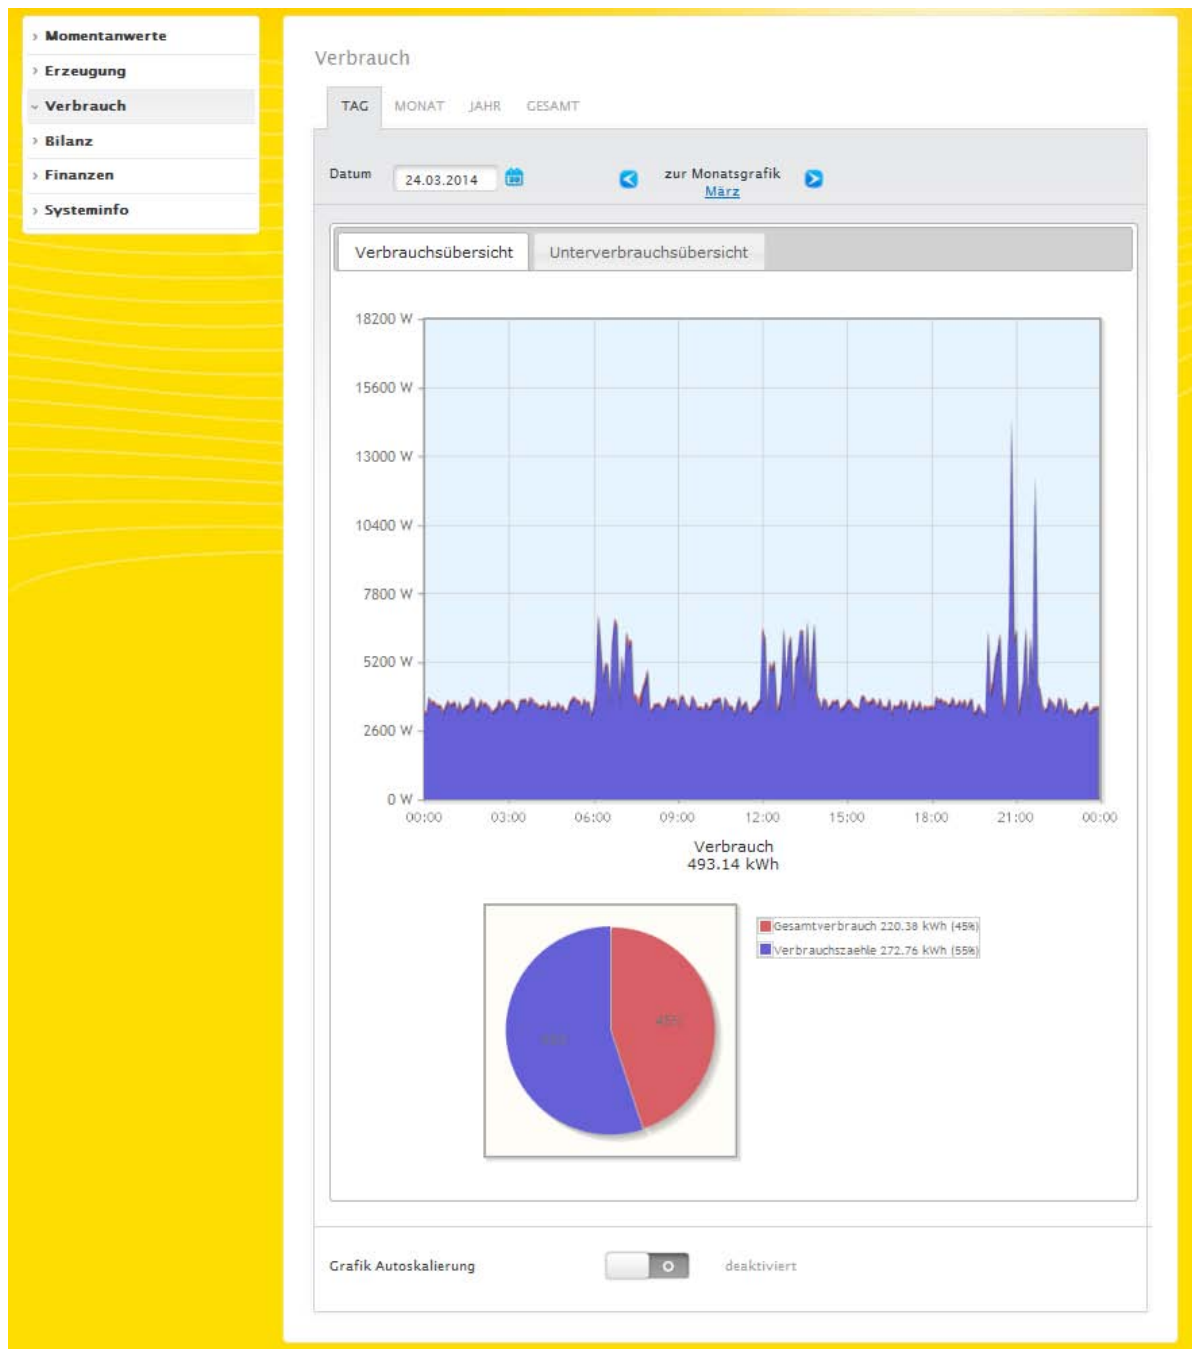 Momentanwerte
Erzeugung
Verbrauch
Bilanz
Finanzen
Systeminfo
Verbrauch
TAG MONAT JAHR GESAMT
Datum 24.03.2014 zur Monatsgrafik
März
Verbrauchsübersicht Unterverbrauchsübersicht
18200 W
15600 W
13000 W
10400 W
7800 W
5200 W
2600 W
0 W
00:00 03:00 06:00 09:00 12:00 15:00 18:00 21:00 00:00
Verbrauch
493.14 kWh
Gesamtverbrauch 220.38 kWh (45%)
Verbrauchszaehle 272.76 kWh (55%)
45%
Grafik Autoskalierung deaktiviert